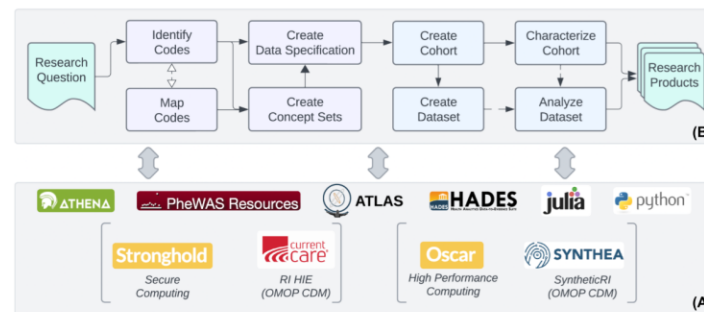 Research
Question
Identify
Codes
Map
Codes
Create
Data Specification
Create
Concept Sets
Create
Cohort
Create
Dataset
Characterize
Cohort
Analyze
Dataset
Research
Products
(B
ATHENA
PheWAS Resources
ATLAS
HADES
julia
python
Stronghold
Secure
Computing
current
care
RI HIE
(OMOP CDM)
Oscar
High Performance
Computing
SYNTHEA
SyntheticRI
(OMOP CDM)
(A